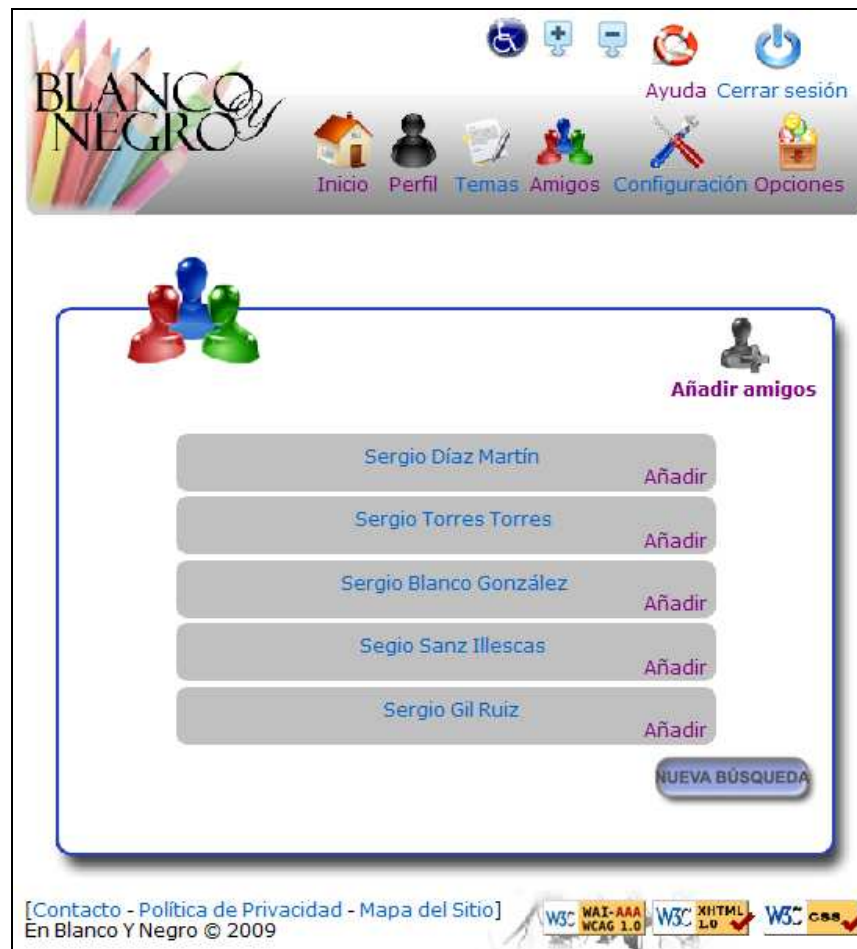 BLANCO Y
NEGRO
Ayuda Cerrar sesión
Inicio Perfil Temas Amigos Configuración Opciones
Añadir amigos
Sergio Díaz Martín
Añadir
Sergio Torres Torres
Añadir
Sergio Blanco González
Añadir
Segio Sanz Illescas
Añadir
Sergio Gil Ruiz
Añadir
NUEVA BÚSQUEDA
[Contacto - Política de Privacidad - Mapa del Sitio]
En Blanco Y Negro © 2009
W3C WAI-AAA WCAG 1.0
W3C XHTML 1.0
W3C css